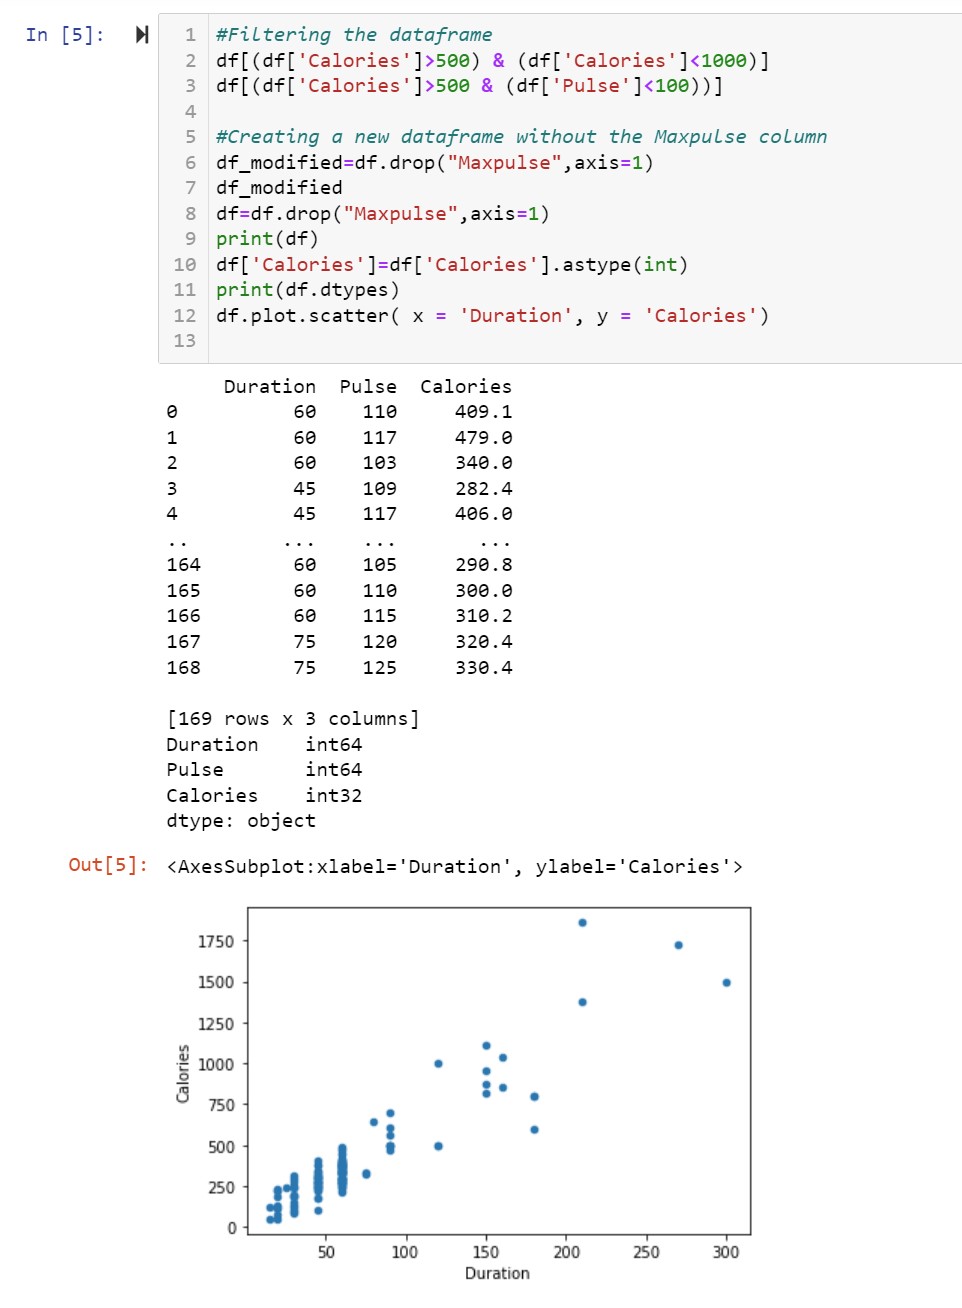 In [5]:
1 #Filtering the dataframe
2 df[(df['Calories']>500) & (df['Calories']<1000)]
3 df[(df['Calories']>500 & (df['Pulse']<100))]
4
5 #Creating a new dataframe without the Maxpulse column
6 df_modified=df.drop("Maxpulse",axis=1)
7 df_modified
8 df=df.drop("Maxpulse",axis=1)
9 print(df)
10 df['Calories']=df['Calories'].astype(int)
11 print(df.dtypes)
12 df.plot.scatter( x = 'Duration', y = 'Calories')
13
Duration Pulse Calories
0 60 110 409.1
1 60 117 479.0
2 60 103 340.0
3 45 109 282.4
4 45 117 406.0
.. ... ... ...
164 60 105 290.8
165 60 110 300.0
166 60 115 310.2
167 75 120 320.4
168 75 125 330.4
[169 rows x 3 columns]
Duration int64
Pulse int64
Calories int32
dtype: object
Out[5]: <AxesSubplot:xlabel='Duration', ylabel='Calories'>
1750
1500
1250
1000
750
500
250
0
Calories
50 100 150 200 250 300
Duration